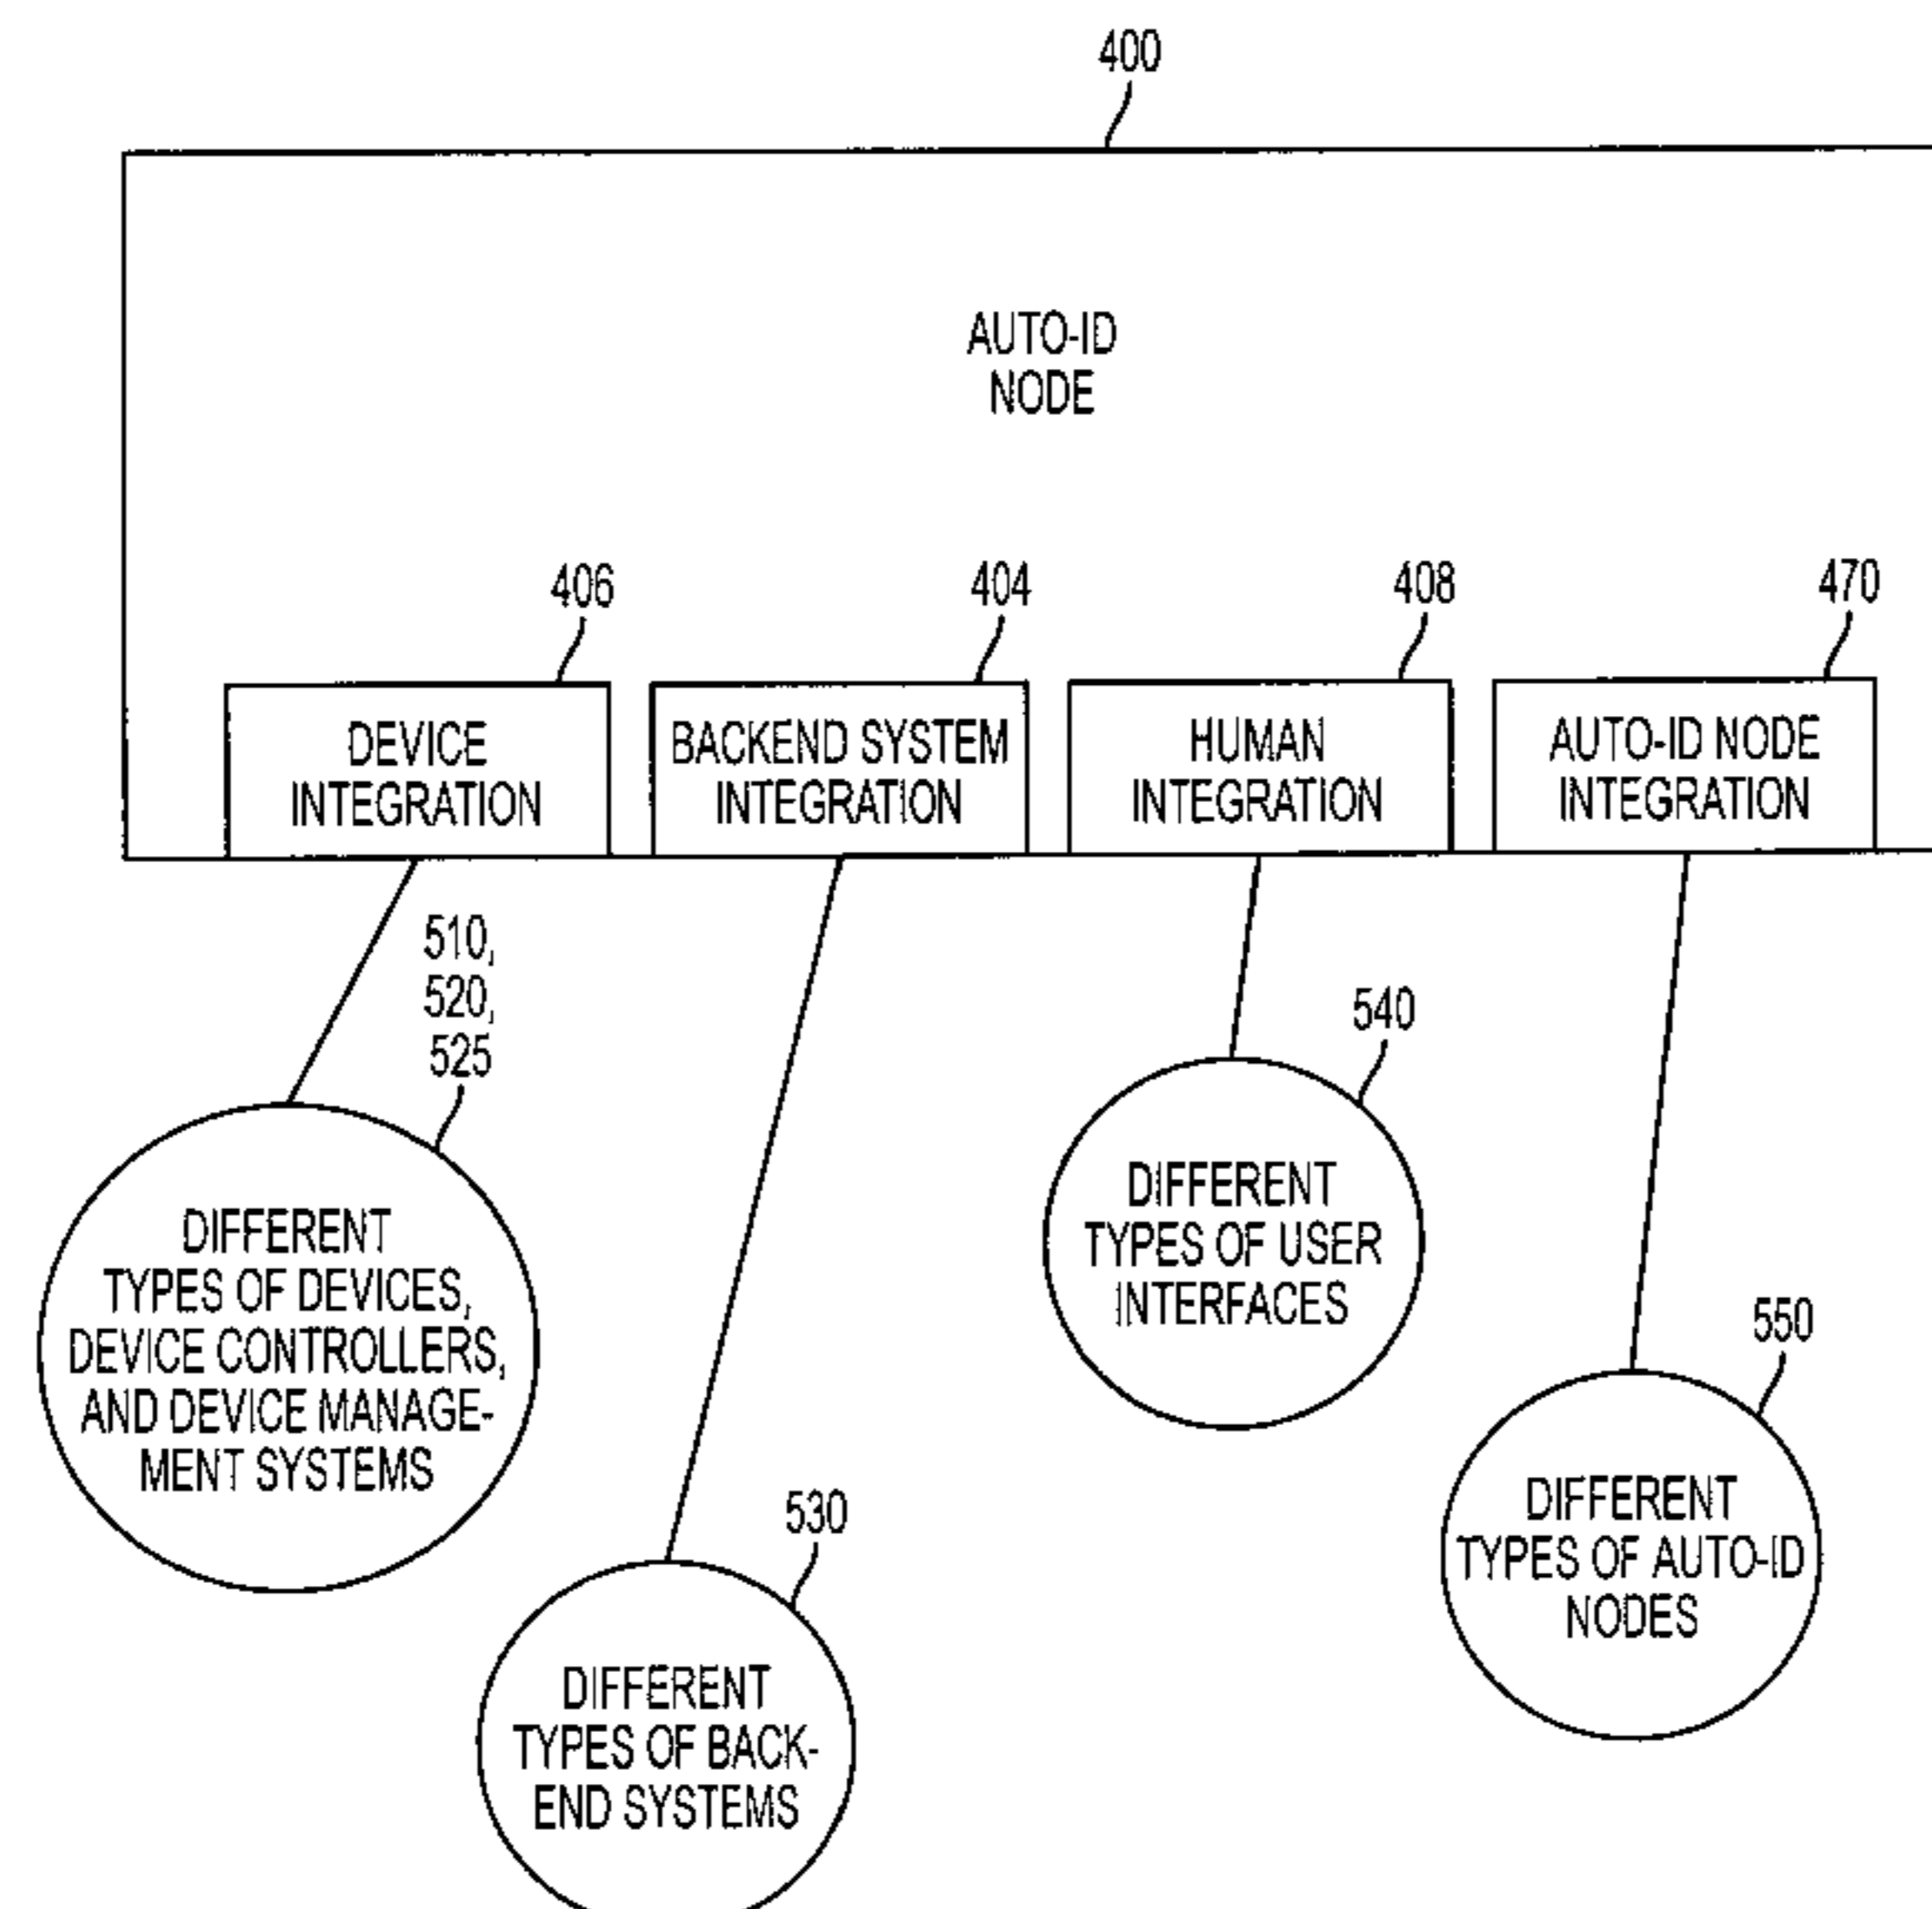 400
AUTO-ID
NODE
406
404
408
470
DEVICE
INTEGRATION
BACKEND SYSTEM
INTEGRATION
HUMAN
INTEGRATION
AUTO-ID NODE
INTEGRATION
510,
520,
525
DIFFERENT
TYPES OF DEVICES,
DEVICE CONTROLLERS,
AND DEVICE MANAGE-
MENT SYSTEMS
530
DIFFERENT
TYPES OF BACK-
END SYSTEMS
540
DIFFERENT
TYPES OF USER
INTERFACES
550
DIFFERENT
TYPES OF AUTO-ID
NODES